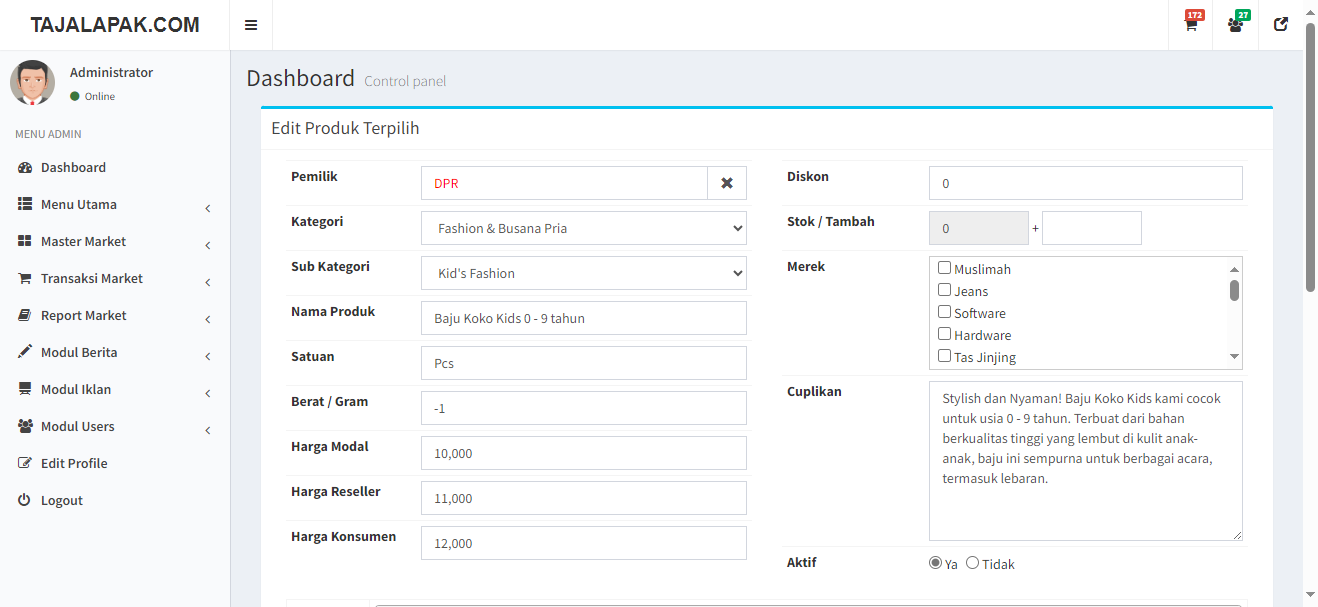 TAJALAPAK.COM
172
27
Administrator
Online
MENU ADMIN
Dashboard
Menu Utama
Master Market
Transaksi Market
Report Market
Modul Berita
Modul Iklan
Modul Users
Edit Profile
Logout
Dashboard Control panel
Edit Produk Terpilih
Pemilik DPR
Kategori Fashion & Busana Pria
Sub Kategori Kid's Fashion
Nama Produk Baju Koko Kids 0 - 9 tahun
Satuan Pcs
Berat / Gram -1
Harga Modal 10,000
Harga Reseller 11,000
Harga Konsumen 12,000
Diskon 0
Stok / Tambah 0 +
Merek Muslimah
Jeans
Software
Hardware
Tas Jinjing
Cuplikan Stylish dan Nyaman! Baju Koko Kids kami cocok
untuk usia 0 - 9 tahun. Terbuat dari bahan
berkualitas tinggi yang lembut di kulit anak-
anak, baju ini sempurna untuk berbagai acara,
termasuk lebaran.
Aktif Ya Tidak